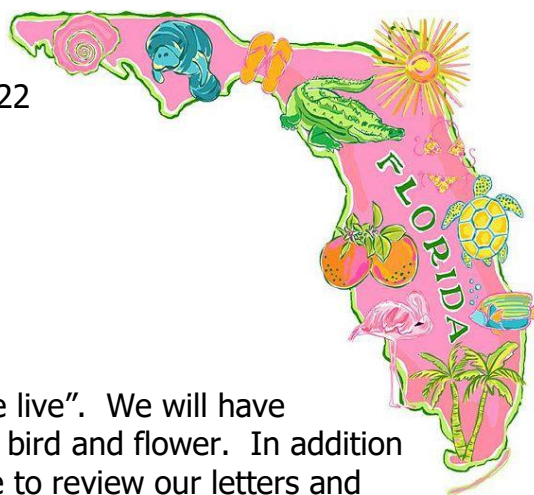 22
FLORIDA
e live”.  We will have
bird and flower.  In addition
e to review our letters and